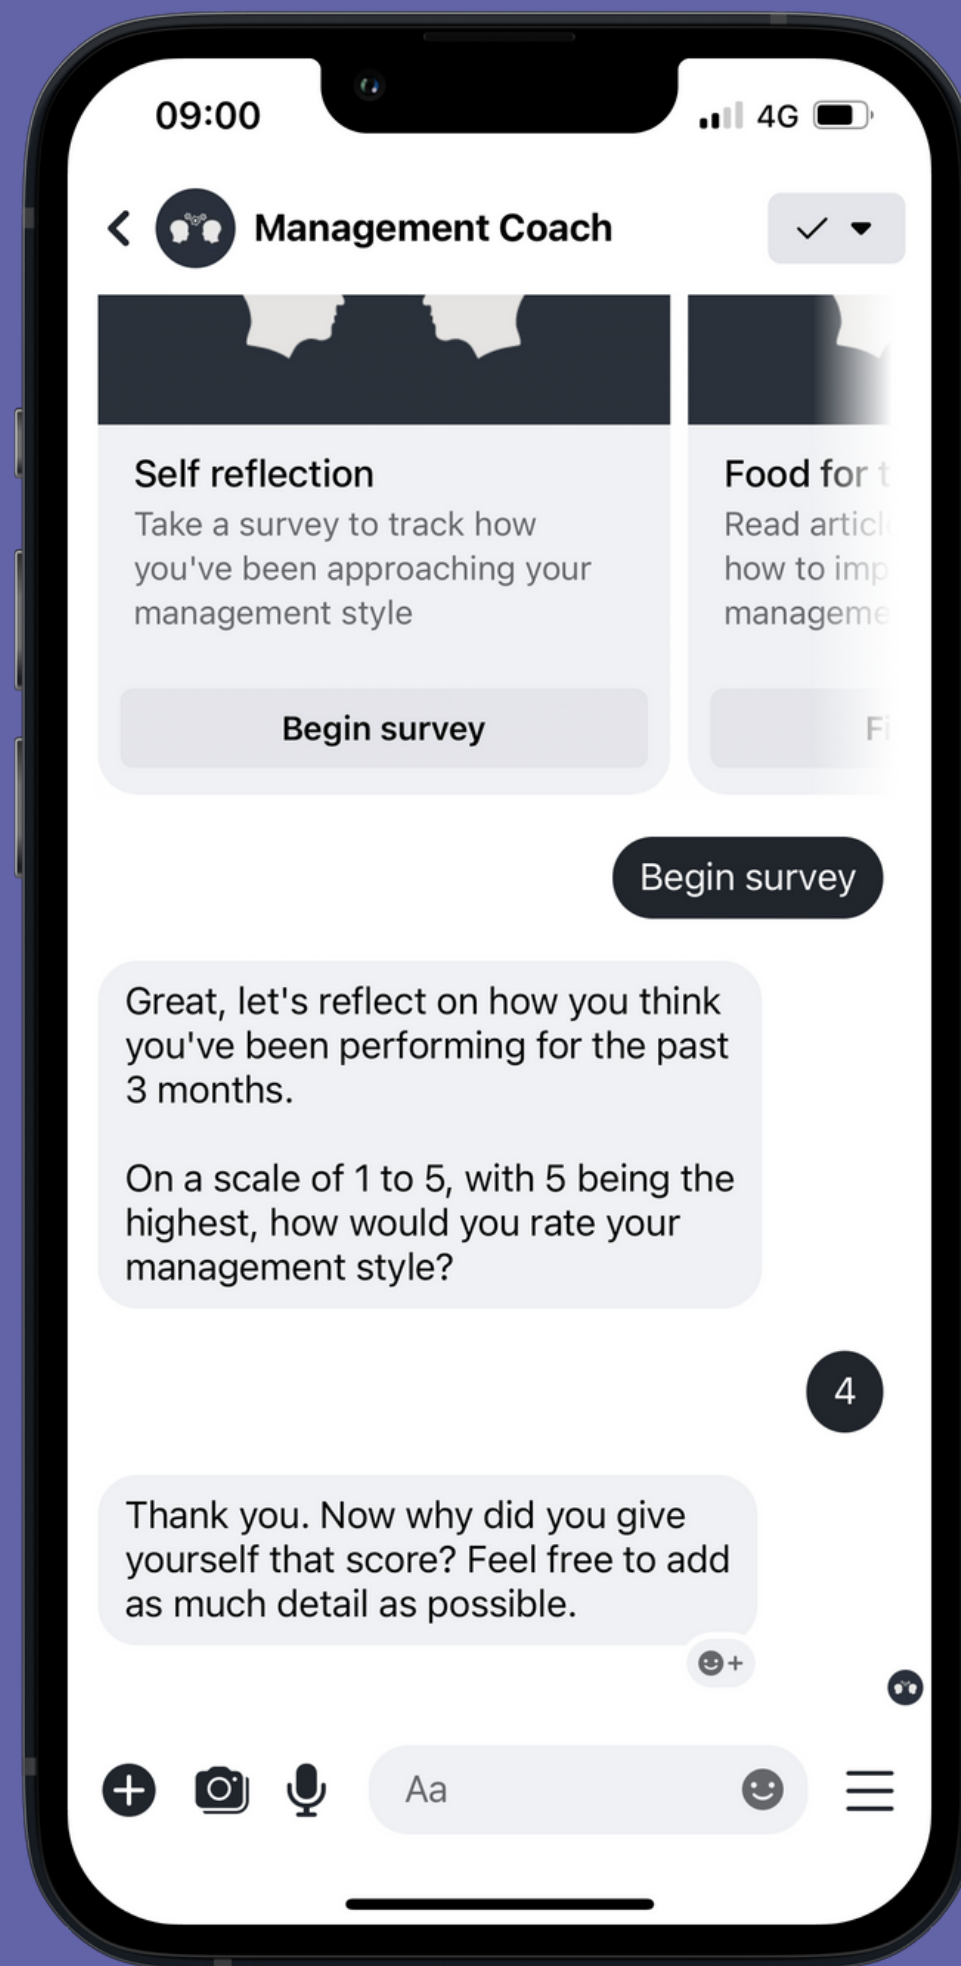 09:00
4G
Management Coach
Self reflection
Take a survey to track how
you've been approaching your
management style
Begin survey
Food for
Read
how to
Begin survey
Great, let's reflect on how you think
you've been performing for the past
3 months.
On a scale of 1 to 5, with 5 being the
highest, how would you rate your
management style?
4
Thank you. Now why did you give
yourself that score? Feel free to add
as much detail as possible.
Aa